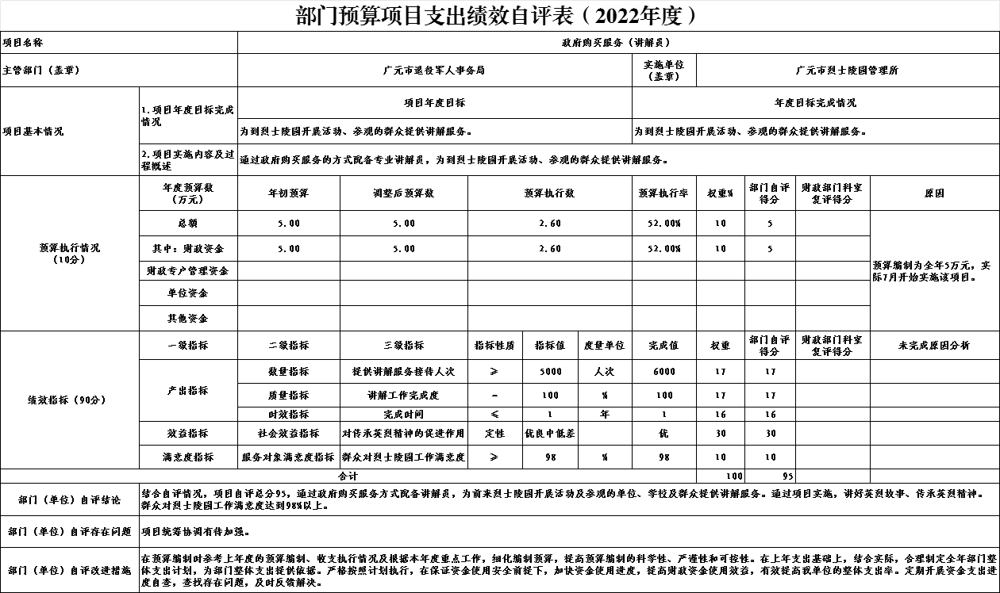 部门预算项目支出绩效自评表（2022年度）
项目名称 政府购买服务（讲解员）
主管部门（盖章） 广元市退役军人事务局 实施单位（盖章） 广元市烈士陵园管理所
项目基本情况
1.项目年度目标完成情况
项目年度目标 年度目标完成情况
为到烈士陵园开展活动、参观的群众提供讲解服务。 为到烈士陵园开展活动、参观的群众提供讲解服务。
2.项目实施内容及过程概述
通过政府购买服务的方式配备专业讲解员，为到烈士陵园开展活动、参观的群众提供讲解服务。
预算执行情况
（10分）
年度预算数（万元） 年初预算 调整后预算数 预算执行数 预算执行率 权重% 部门自评得分 财政部门科室复评得分 原因
总额 5.00 5.00 2.60 52.00% 10 5
其中：财政资金 5.00 5.00 2.60 52.00% 10 5
财政专户管理资金
单位资金
其他资金
预算编制为全年5万元，实
际7月开始实施该项目。
绩效指标（90分）
一级指标 二级指标 三级指标 指标性质 指标值 度量单位 完成值 权重 部门自评得分 财政部门科室复评得分 未完成原因分析
产出指标
数量指标 提供讲解服务接待人次 ≥ 5000 人次 6000 17 17
质量指标 讲解工作完成度 = 100 % 100 17 17
时效指标 完成时间 ≤ 1 年 1 16 16
效益指标 社会效益指标 对传承英烈精神的促进作用 定性 优良中低差 优 30 30
满意度指标 服务对象满意度指标 群众对烈士陵园工作满意度 ≥ 98 % 98 10 10
合计 100 95
部门（单位）自评结论
结合自评情况，项目自评总分95，通过政府购买服务方式配备讲解员，为前来烈士陵园开展活动及参观的单位、学校及群众提供讲解服务。通过项目实施，讲好英烈故事、传承英烈精神。
群众对烈士陵园工作满意度达到98%以上。
部门（单位）自评存在问题 项目统筹协调有待加强。
部门（单位）自评改进措施
在预算编制时参考上年度的预算编制、收支执行情况及根据本年度重点工作，细化编制预算，提高预算编制的科学性、严谨性和可控性。在上年支出基础上，结合实际，合理制定全年部门整
体支出计划，为部门整体支出提供依据。严格按照计划执行，在保证资金使用安全前提下，加快资金使用进度，提高财政资金使用效益，有效提高我单位的整体支出率。定期开展资金支出进
度自查，查找存在问题，及时反馈解决。